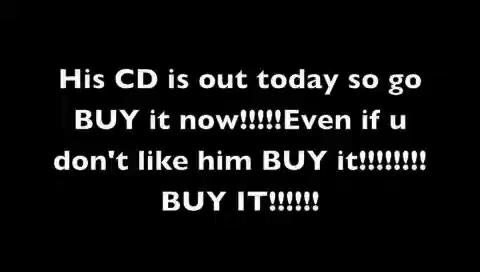 His CD is out today so go
BUY it now!!!!!Even if u
don't like him BUY it!!!!!!!!
BUY IT!!!!!!